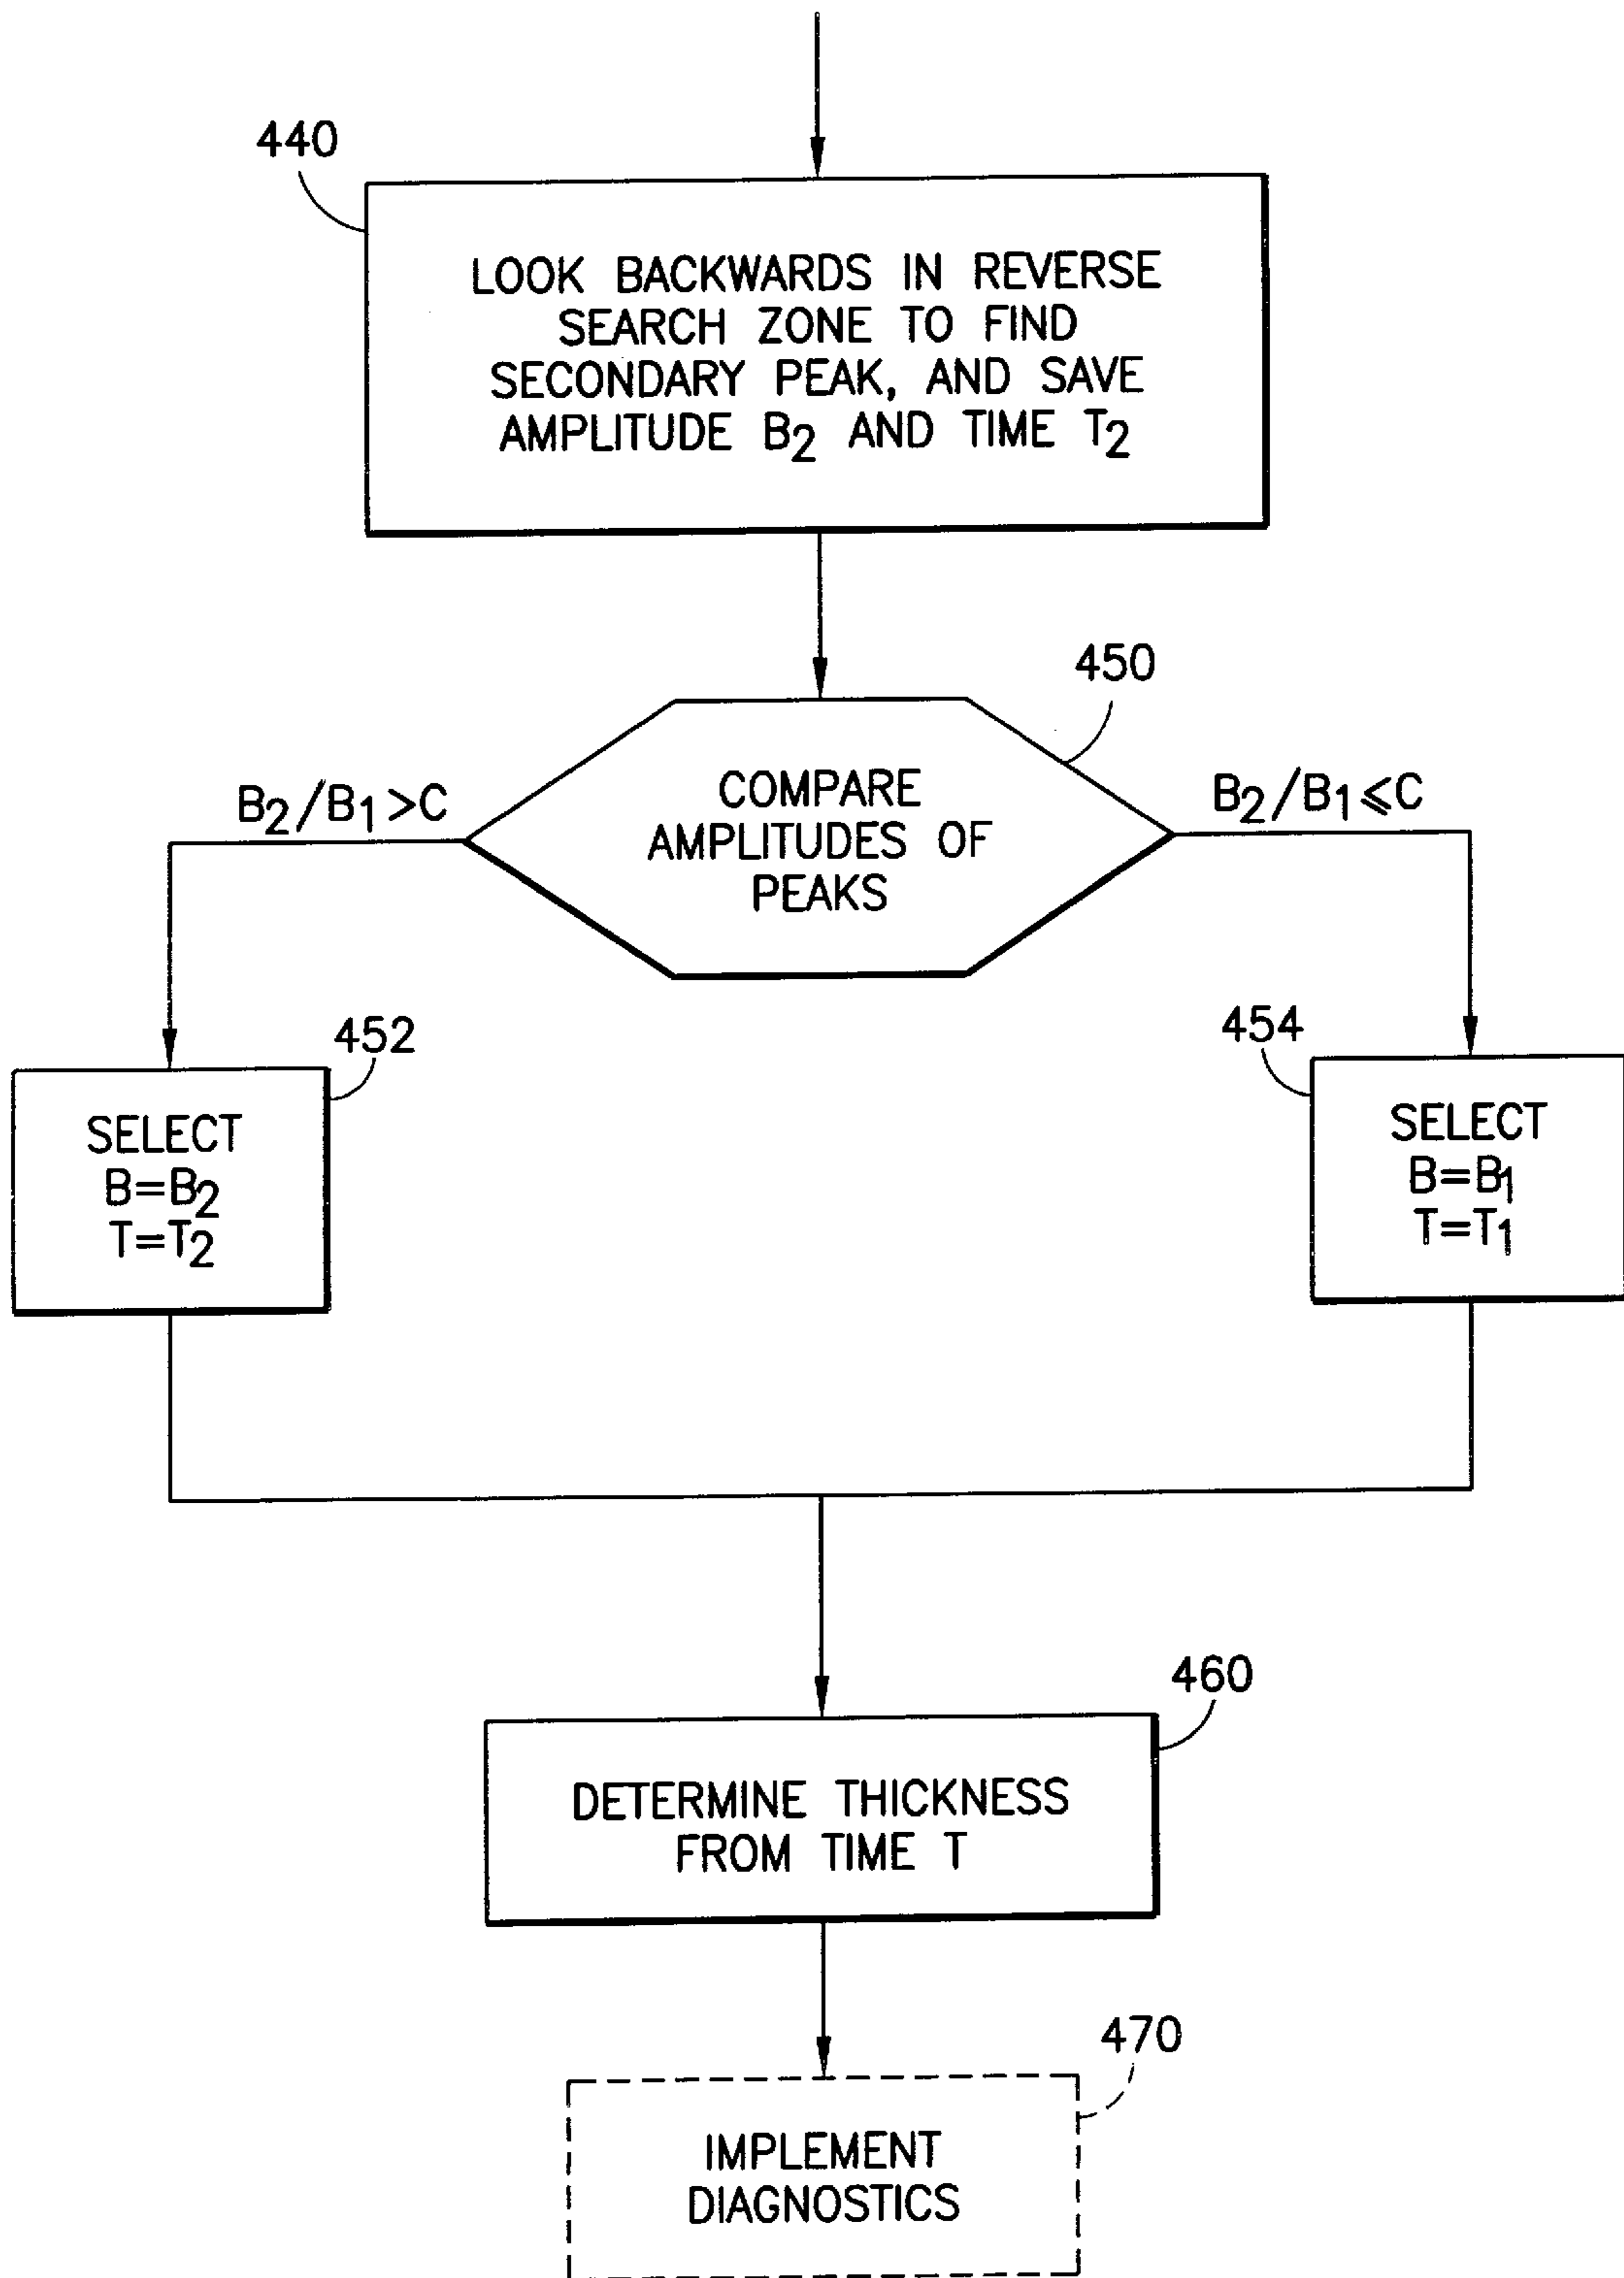 440
LOOK BACKWARDS IN REVERSE
SEARCH ZONE TO FIND
SECONDARY PEAK, AND SAVE
AMPLITUDE B2 AND TIME T2
450
B2/B1>C
COMPARE
AMPLITUDES OF
PEAKS
B2/B1⩽C
452
SELECT
B=B2
T=T2
454
SELECT
B=B1
T=T1
460
DETERMINE THICKNESS
FROM TIME T
470
IMPLEMENT
DIAGNOSTICS